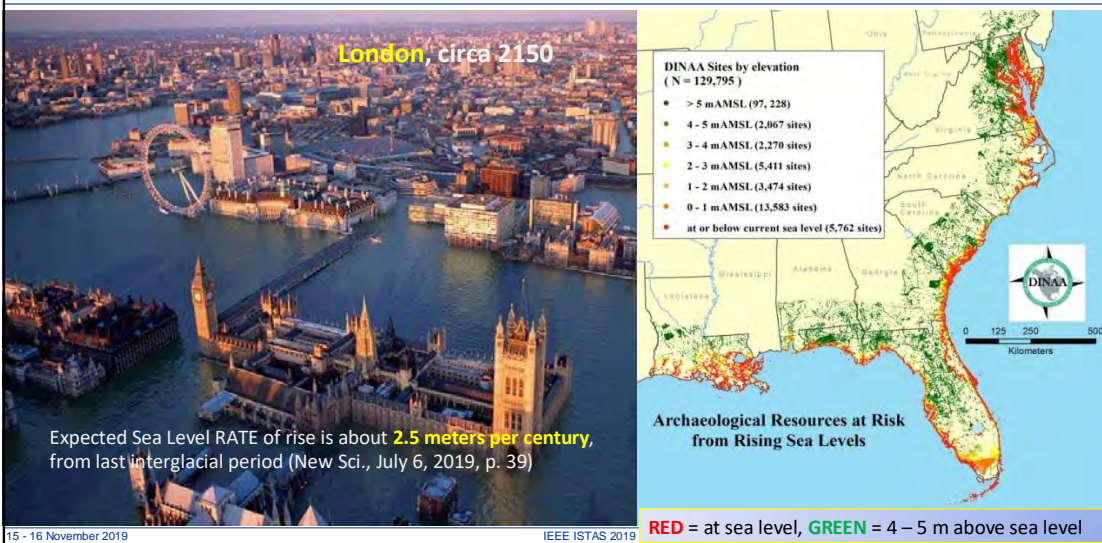 London, circa 2150
Expected Sea Level RATE of rise is about 2.5 meters per century,
from last interglacial period (New Sci., July 6, 2019, p. 39)
DINAA Sites by elevation
( N = 129,795 )
> 5 mAMSL (97, 228)
4 - 5 mAMSL (2,067 sites)
3 - 4 mAMSL (2,270 sites)
2 - 3 mAMSL (5,411 sites)
1 - 2 mAMSL (3,474 sites)
0 - 1 mAMSL (13,583 sites)
at or below current sea level (5,762 sites)
Ohio
Pennsylvania
West Virginia
Virginia
North Carolina
South
Carolina
Mississippi
Alabama
Georgia
Louisiana
DINAA
0 125 250 500
Kilometers
Archaeological Resources at Risk
from Rising Sea Levels
RED = at sea level, GREEN = 4 – 5 m above sea level
15 - 16 November 2019
IEEE ISTAS 2019